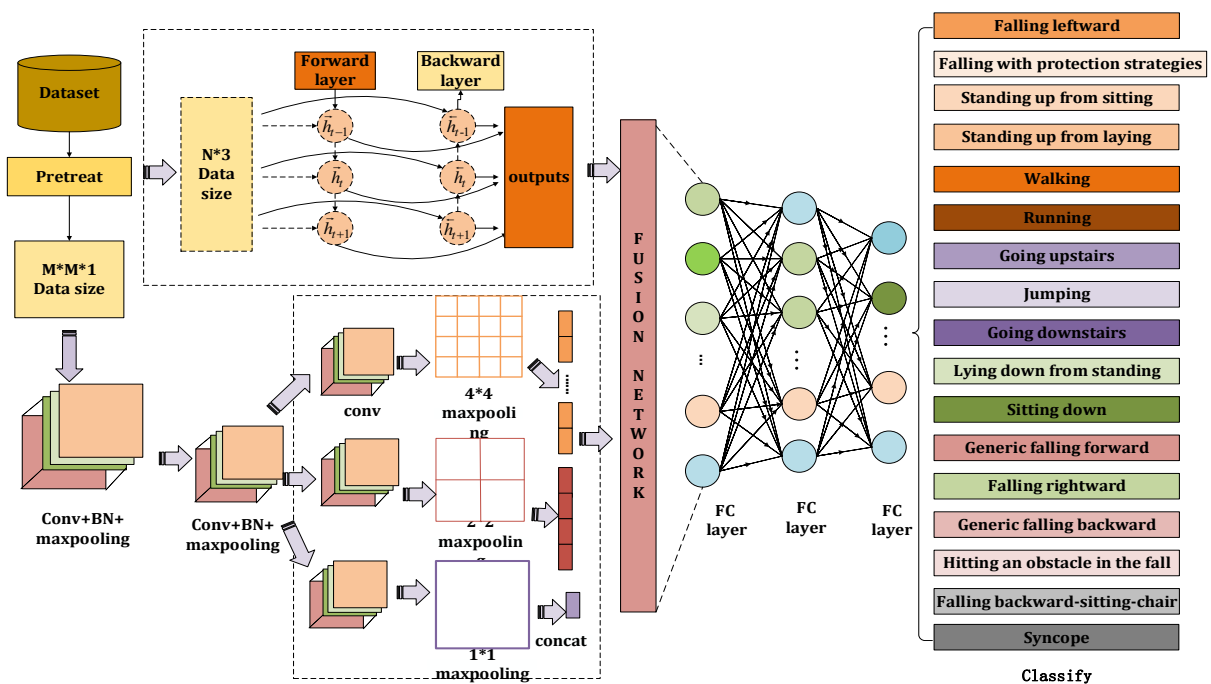 Dataset
Pretreat
M*M*1
Data size
N*3
Data
size
Forward
layer
Backward
layer
outputs
conv
4*4
maxpooli
ng
maxpoolin
1*1
maxpooling
concat
Conv+BN+
maxpooling
Conv+BN+
maxpooling
FUSION NETWORK
FC
layer
FC
layer
FC
layer
Falling leftward
Falling with protection strategies
Standing up from sitting
Standing up from laying
Walking
Running
Going upstairs
Jumping
Going downstairs
Lying down from standing
Sitting down
Generic falling forward
Falling rightward
Generic falling backward
Hitting an obstacle in the fall
Falling backward-sitting-chair
Syncope
Classify